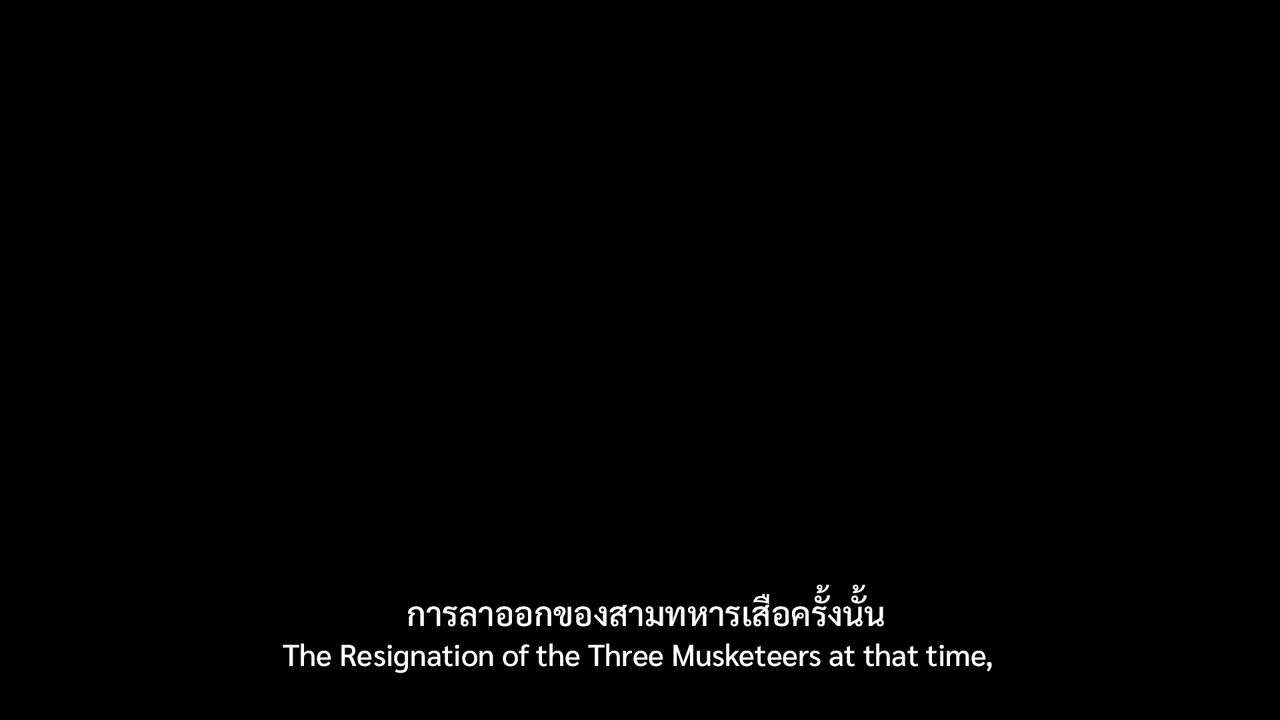 การลาออกของสามทหารเสือครั้งนั้น
The Resignation of the Three Musketeers at that time,